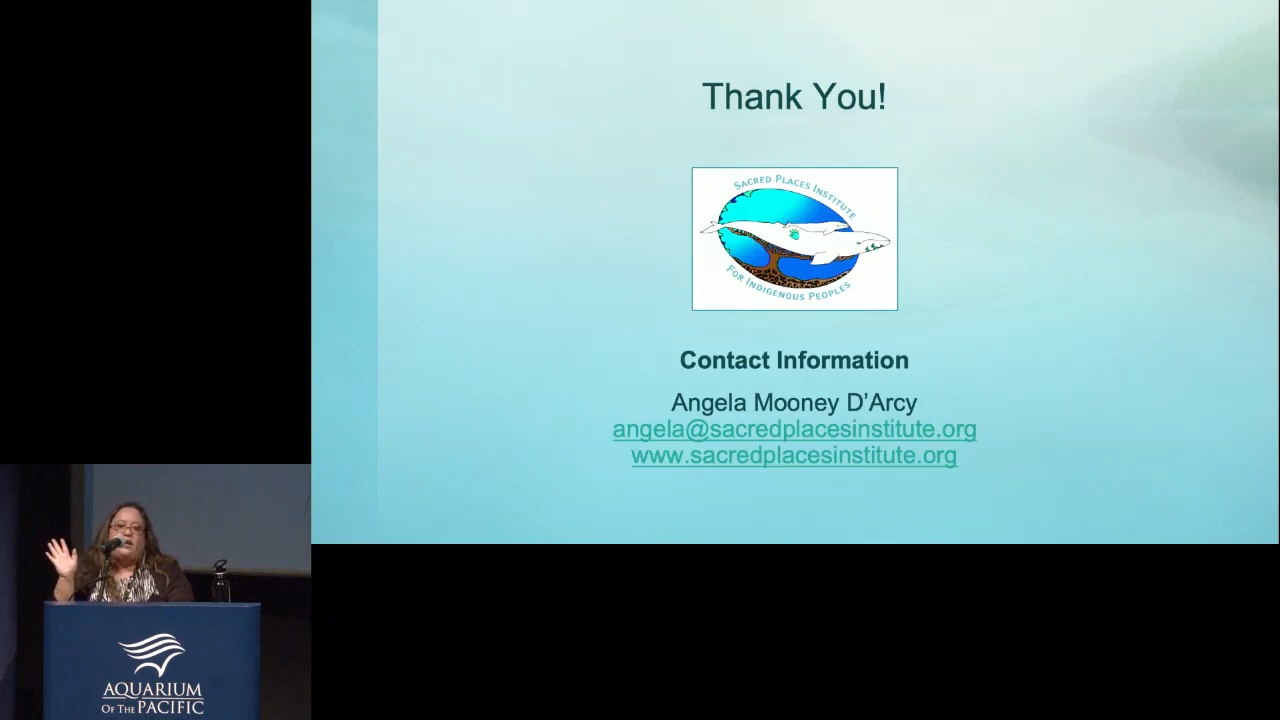 Thank You!
SACRED PLACES INSTITUTE
FOR INDIGENOUS PEOPLES
Contact Information
Angela Mooney D'Arcy
angela@sacredplacesinstitute.org
www.sacredplacesinstitute.org
AQUARIUM
OF THE PACIFIC